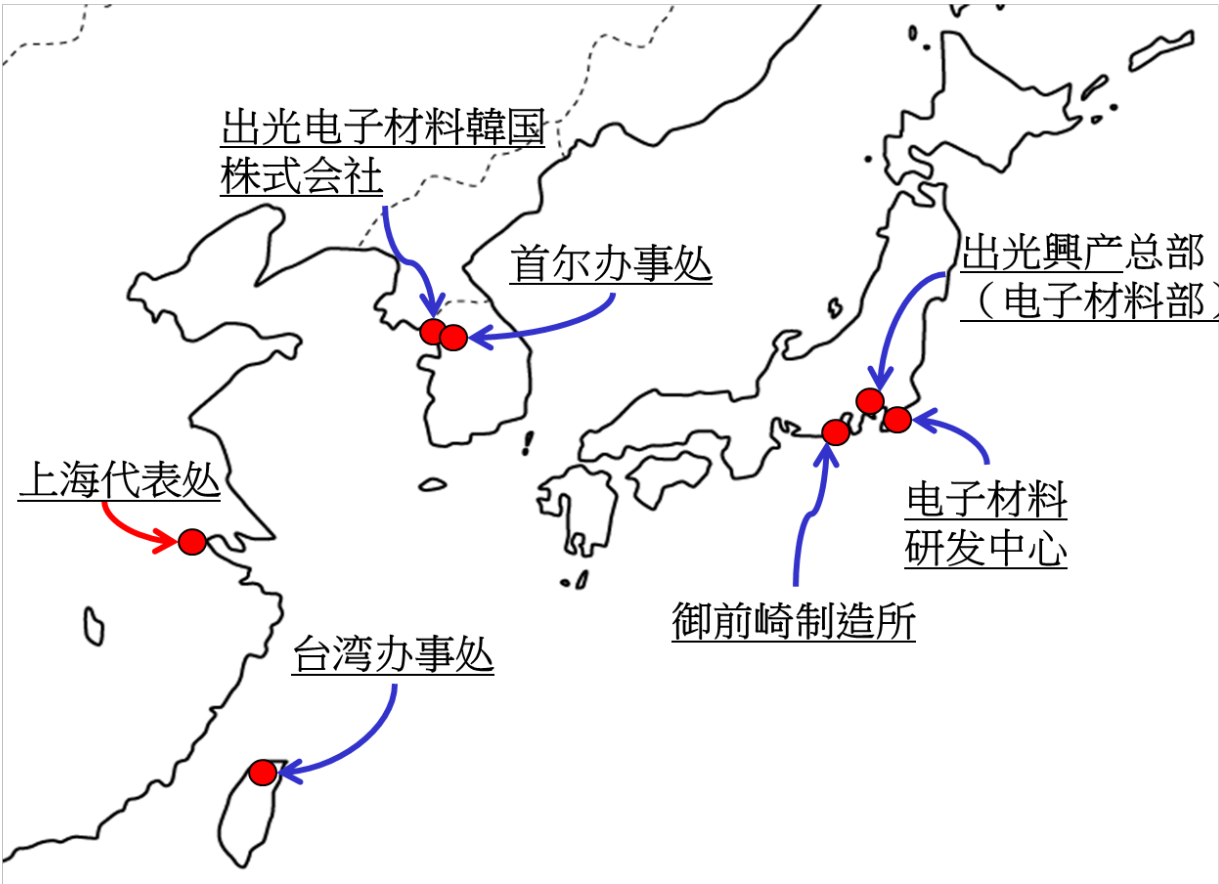 出光电子材料韓国
株式会社
首尔办事处
出光興产总部
（电子材料部）
上海代表处
电子材料
研发中心
御前崎制造所
台湾办事处